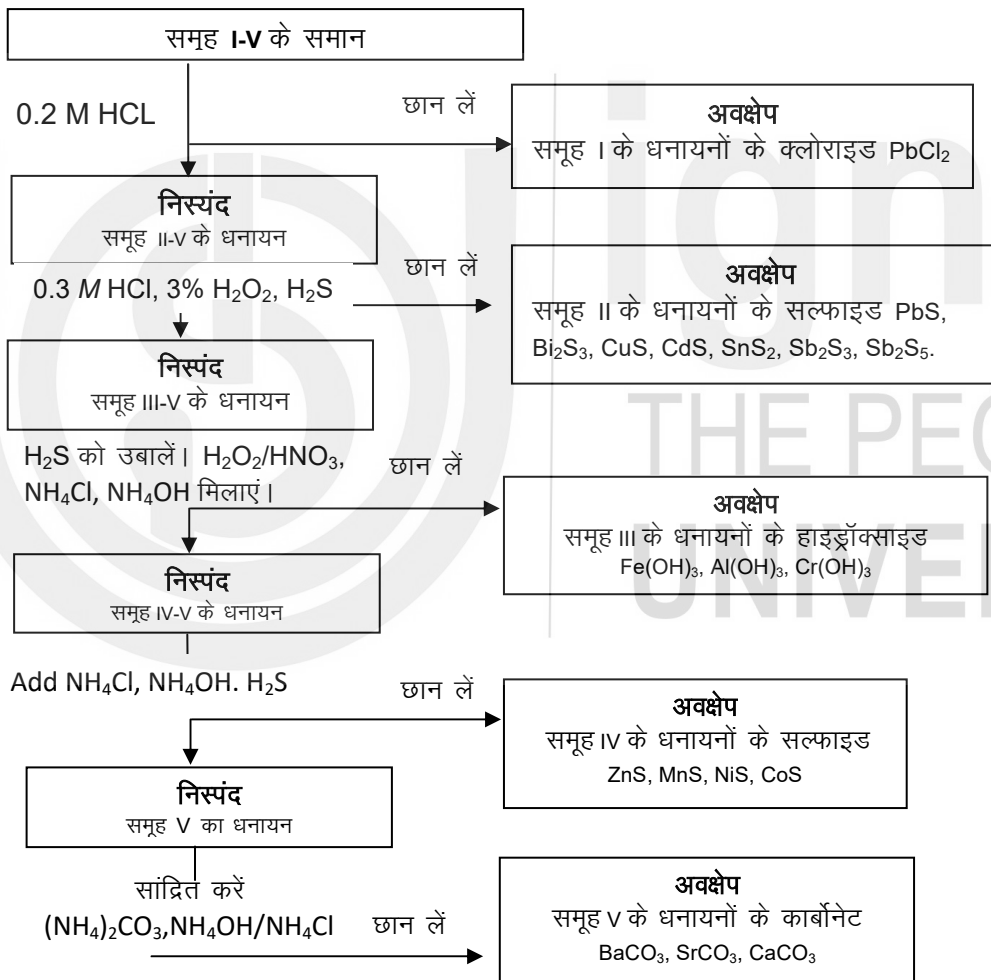 समूह I-V के समान
0.2 M HCL
छान लें
अवक्षेप
समूह I के धनायनों के क्लोराइड PbCl₂
निस्यंद
समूह II-V के धनायन
छान लें
0.3 M HCl, 3% H₂O₂, H₂S
अवक्षेप
समूह II के धनायनों के सल्फाइड PbS,
Bi₂S₃, CuS, CdS, SnS₂, Sb₂S₃, Sb₂S₅.
निस्पंद
समूह III-V के धनायन
H₂S को उबालें। H₂O₂/HNO₃,
NH₄Cl, NH₄OH मिलाएं।
छान लें
अवक्षेप
समूह III के धनायनों के हाइड्रॉक्साइड
Fe(OH)₃, Al(OH)₃, Cr(OH)₃
निस्पंद
समूह IV-V के धनायन
Add NH₄Cl, NH₄OH. H₂S
छान लें
अवक्षेप
समूह IV के धनायनों के सल्फाइड
ZnS, MnS, NiS, CoS
निस्पंद
समूह V का धनायन
सांद्रित करें
(NH₄)₂CO₃,NH₄OH/NH₄Cl
छान लें
अवक्षेप
समूह V के धनायनों के कार्बोनेट
BaCO₃, SrCO₃, CaCO₃
ign
THE PEO
UNIVER